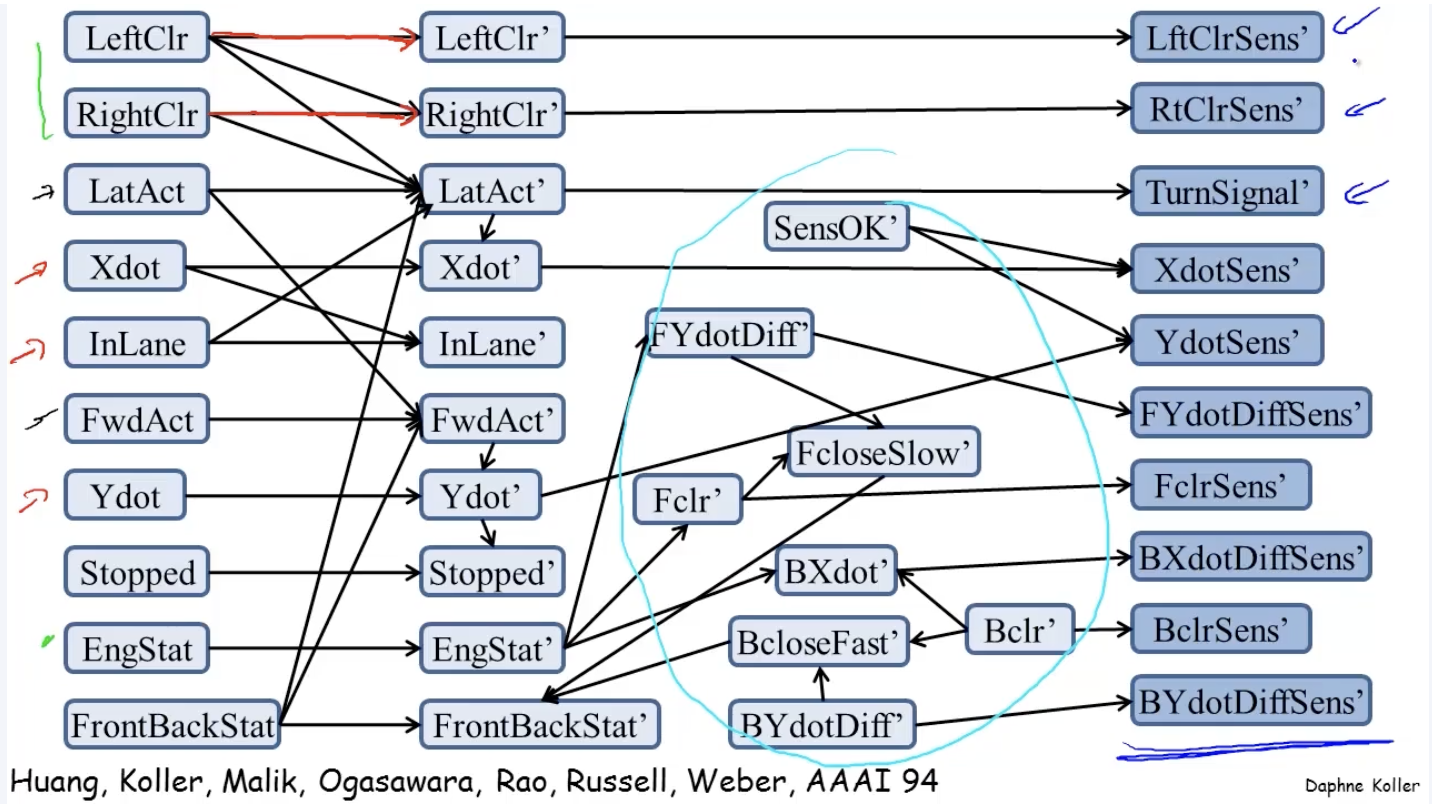 LeftClr
LeftClr’
LftClrSens’
RightClr
RightClr’
RtClrSens’
LatAct
LatAct’
TurnSignal’
SensOK’
Xdot
Xdot’
XdotSens’
InLane
InLane’
FYdotDiff’
YdotSens’
FwdAct
FwdAct’
FYdotDiffSens’
FcloseSlow’
Ydot
Ydot’
Fclr’
FclrSens’
Stopped
Stopped’
BXdot’
BXdotDiffSens’
EngStat
EngStat’
BcloseFast’
Bclr’
BclrSens’
FrontBackStat
FrontBackStat’
BYdotDiff’
BYdotDiffSens’
Huang, Koller, Malik, Ogasawara, Rao, Russell, Weber, AAAI 94
Daphne Koller